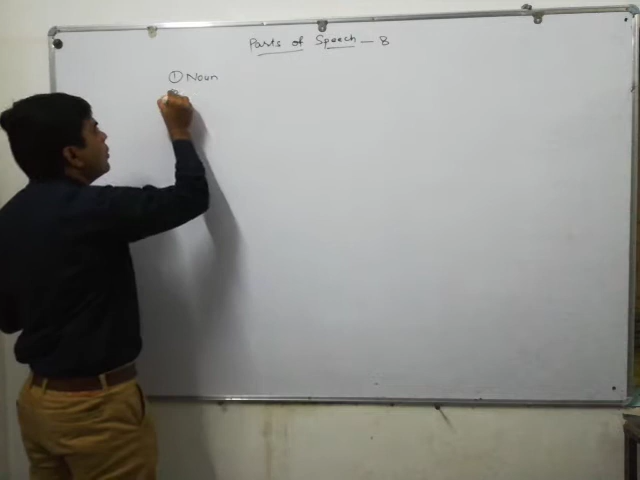 Parts of Speech — 8
① Noun